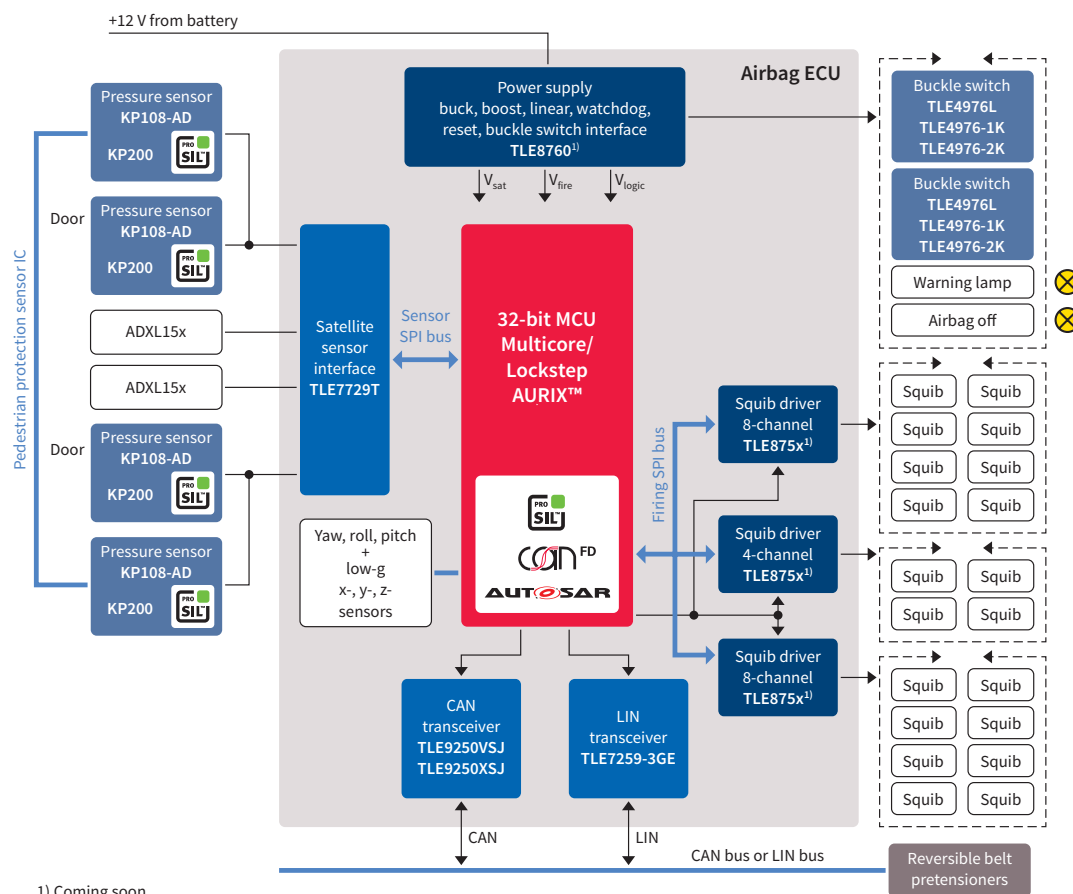 +12 V from battery
Airbag ECU
Power supply
buck, boost, linear, watchdog,
reset, buckle switch interface
TLE8760¹⁾
Vsat
Vfire
Vlogic
Pedestrian protection sensor IC
Pressure sensor
KP108-AD
KP200
PRO
SIL™
Door
Pressure sensor
KP108-AD
KP200
PRO
SIL™
ADXL15x
ADXL15x
Door
Pressure sensor
KP108-AD
KP200
PRO
SIL™
Pressure sensor
KP108-AD
KP200
PRO
SIL™
Satellite
sensor
interface
TLE7729T
Sensor
SPI bus
32-bit MCU
Multicore/
Lockstep
AURIX™
PRO
SIL™
CAN FD
AUTOSAR
Yaw, roll, pitch
+
low-g
x-, y-, z-
sensors
Firing SPI bus
Squib driver
8-channel
TLE875x¹⁾
Squib driver
4-channel
TLE875x¹⁾
Squib driver
8-channel
TLE875x¹⁾
Buckle switch
TLE4976L
TLE4976-1K
TLE4976-2K
Buckle switch
TLE4976L
TLE4976-1K
TLE4976-2K
Warning lamp
Airbag off
Squib Squib
Squib Squib
Squib Squib
Squib Squib
Squib Squib
Squib Squib
Squib Squib
Squib Squib
Squib Squib
Squib Squib
CAN
transceiver
TLE9250VSJ
TLE9250XSJ
LIN
transceiver
TLE7259-3GE
CAN
LIN
CAN bus or LIN bus
Reversible belt
pretensioners
1) Coming soon